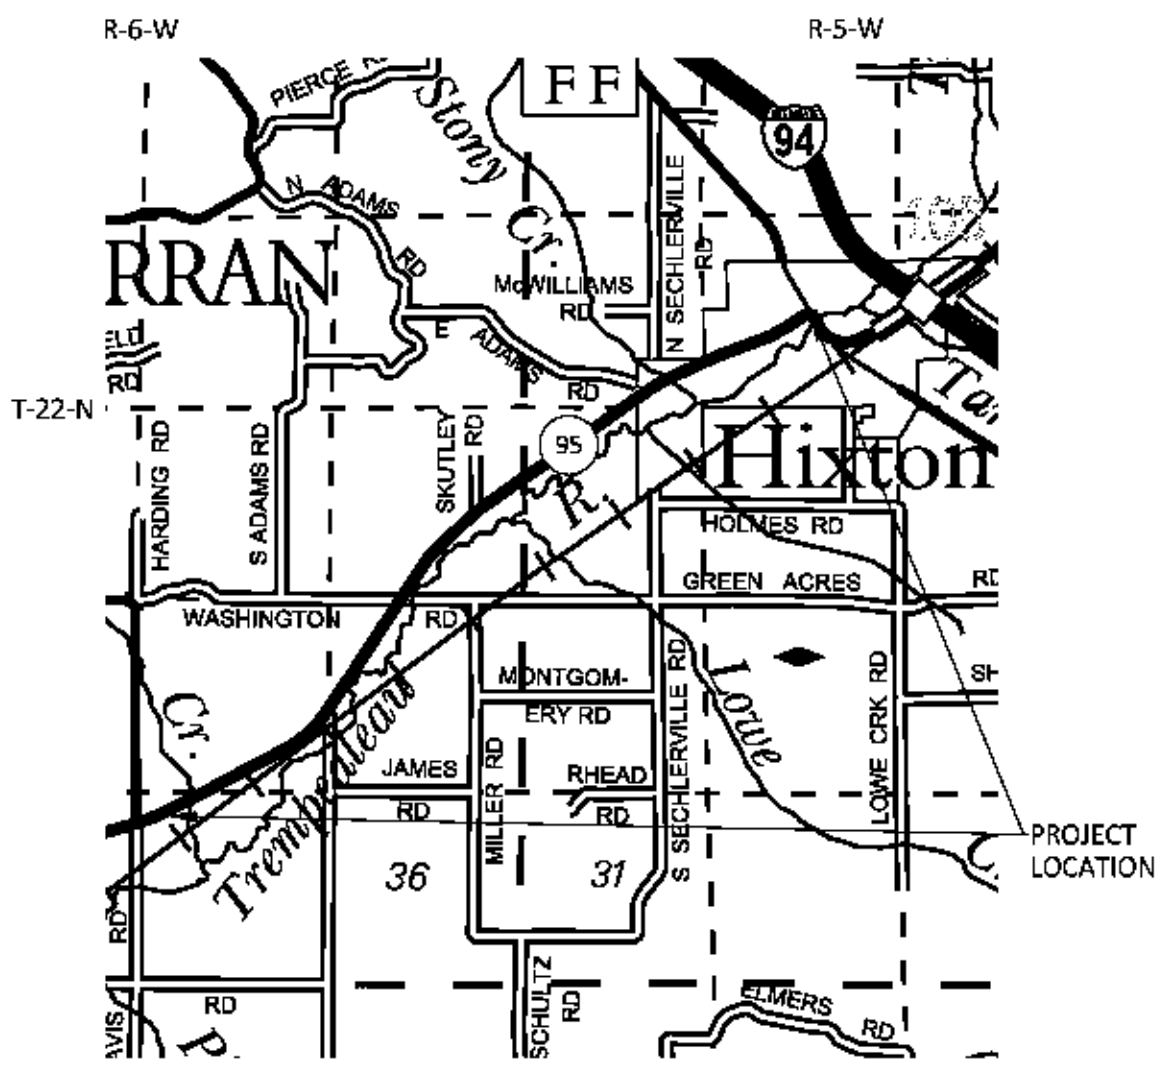 R-6-W
R-5-W
PIERCE
Stony
Cr.
FF
94
N ADAMS
RD
N SECHLERVILLE
RD
RRAN
McWILLIAMS
RD
E ADAMS
RD
RD
T-22-N
HARDING RD
S ADAMS RD
SKUTLEY
RD
95
R.
Hixton
HOLMES RD
GREEN ACRES
WASHINGTON
RD
MONTGOM-
ERY RD
S SECHLERVILLE RD
Lowe
LOWE CRK RD
Cr.
Trempealeau
JAMES
RD
MILLER RD
RHEAD
RD
36
31
PROJECT
LOCATION
RD
RD
SCHULTZ
RD
ELMERS
RD